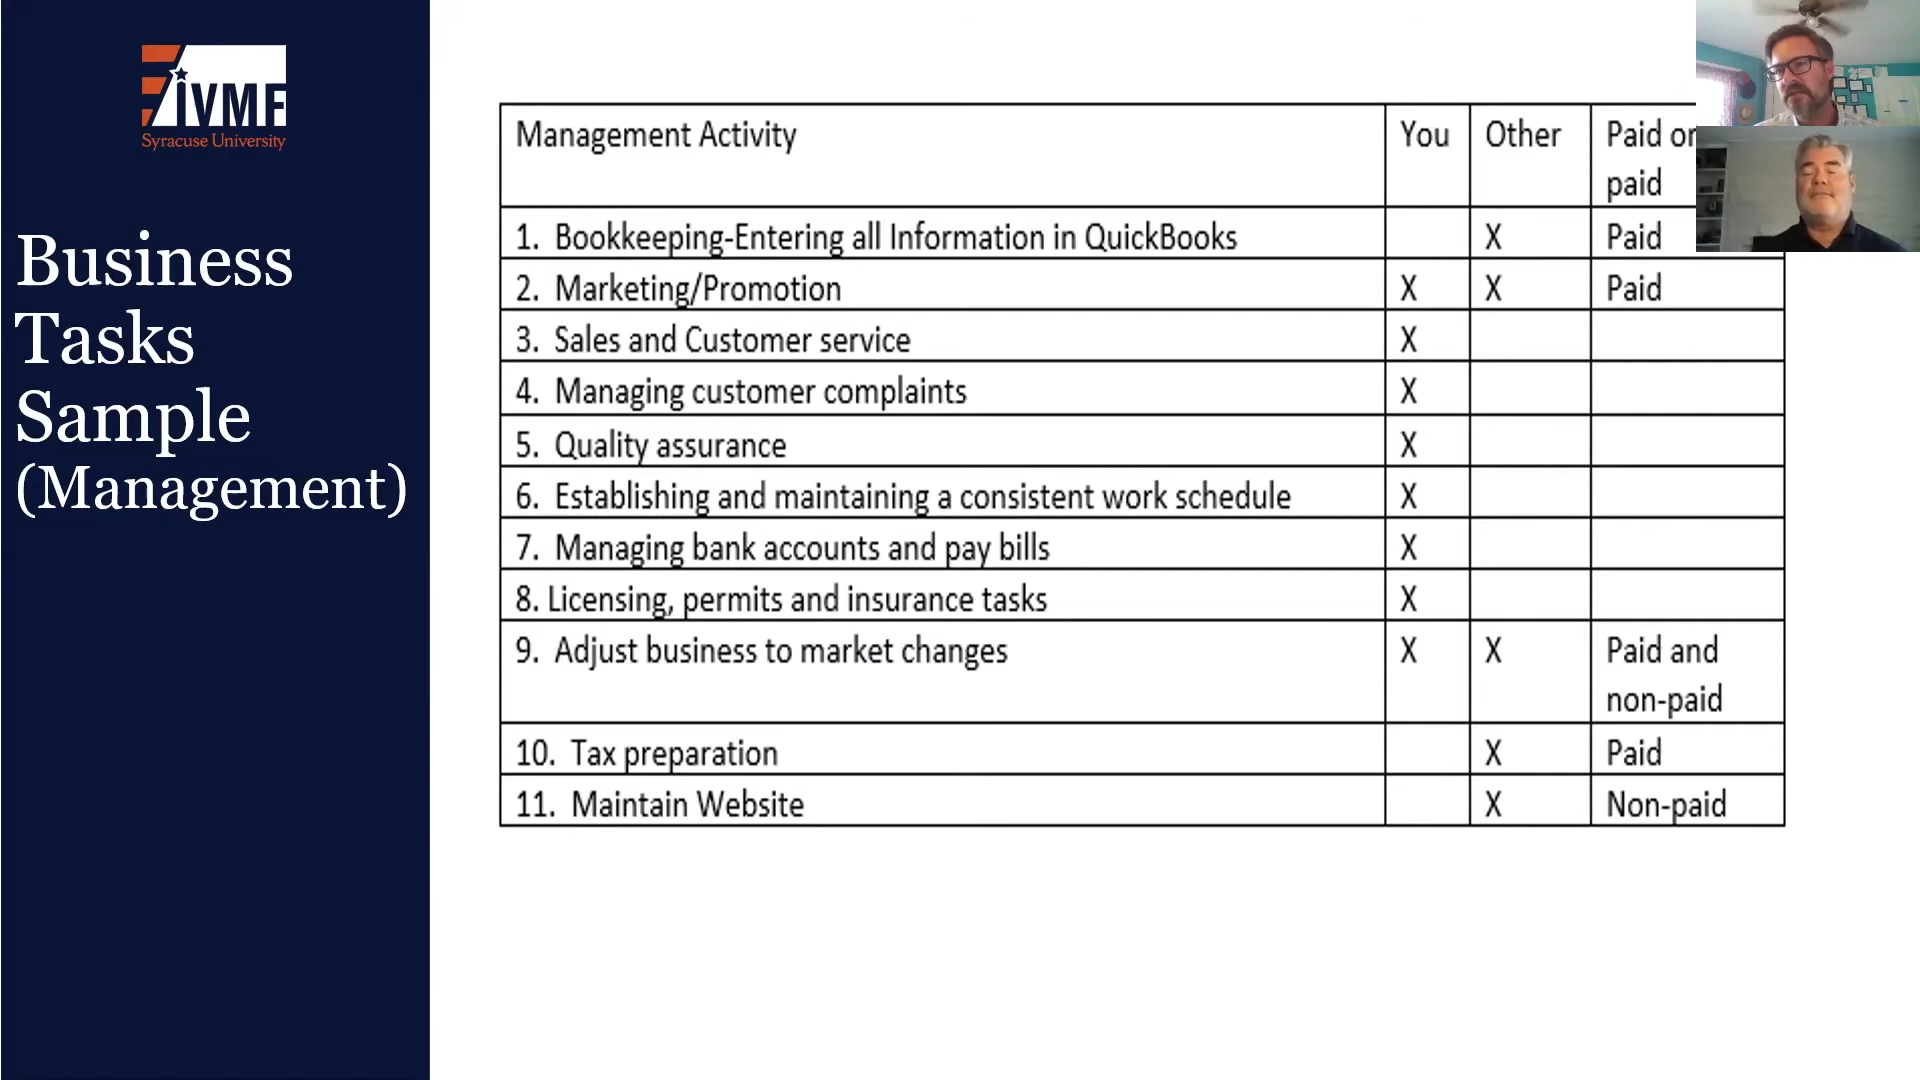 IVMF
Syracuse University
Business
Tasks
Sample
(Management)
Management Activity You Other Paid or
paid
1. Bookkeeping-Entering all Information in QuickBooks X Paid
2. Marketing/Promotion X X Paid
3. Sales and Customer service X
4. Managing customer complaints X
5. Quality assurance X
6. Establishing and maintaining a consistent work schedule X
7. Managing bank accounts and pay bills X
8. Licensing, permits and insurance tasks X
9. Adjust business to market changes X X Paid and
non-paid
10. Tax preparation X Paid
11. Maintain Website X Non-paid